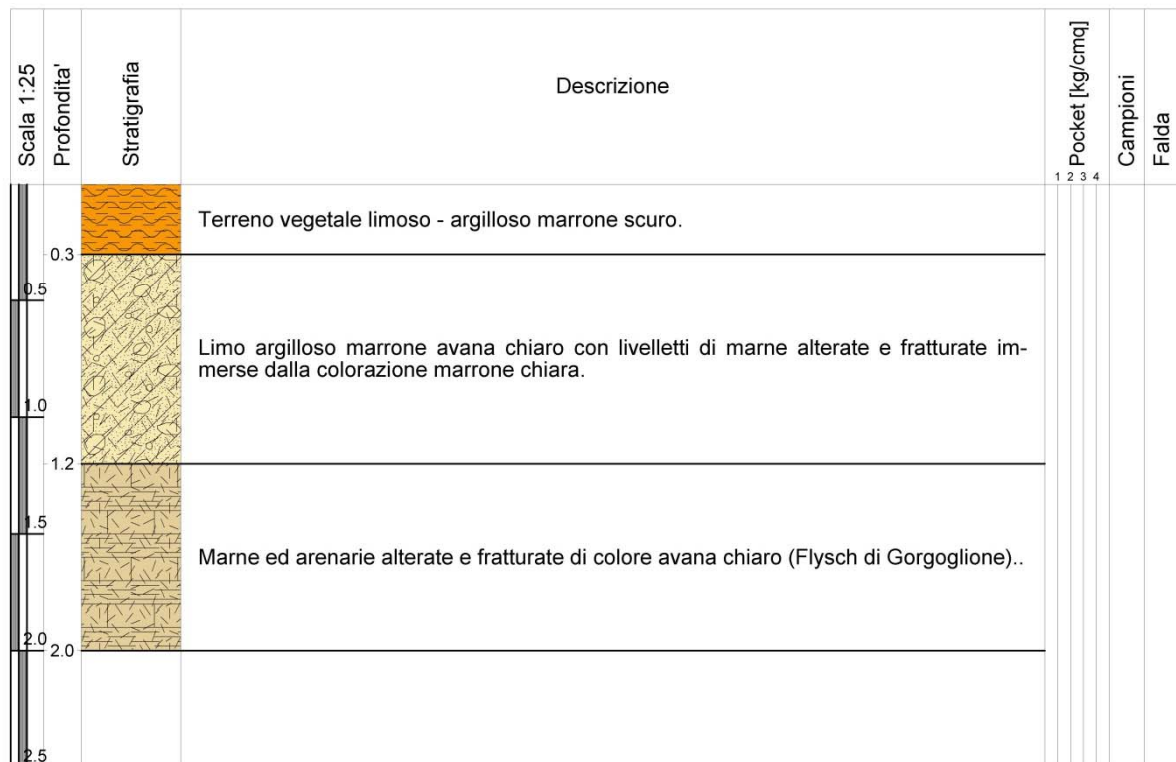 Scala 1:25
Profondita'
Stratigrafia
Descrizione
Pocket [kg/cmq]
1 2 3 4
Campioni
Falda
Terreno vegetale limoso - argilloso marrone scuro.
0.3
0.5
Limo argilloso marrone avana chiaro con livelletti di marne alterate e fratturate im-
merse dalla colorazione marrone chiara.
1.0
1.2
1.5
Marne ed arenarie alterate e fratturate di colore avana chiaro (Flysch di Gorgoglione)..
2.0
2.0
2.5